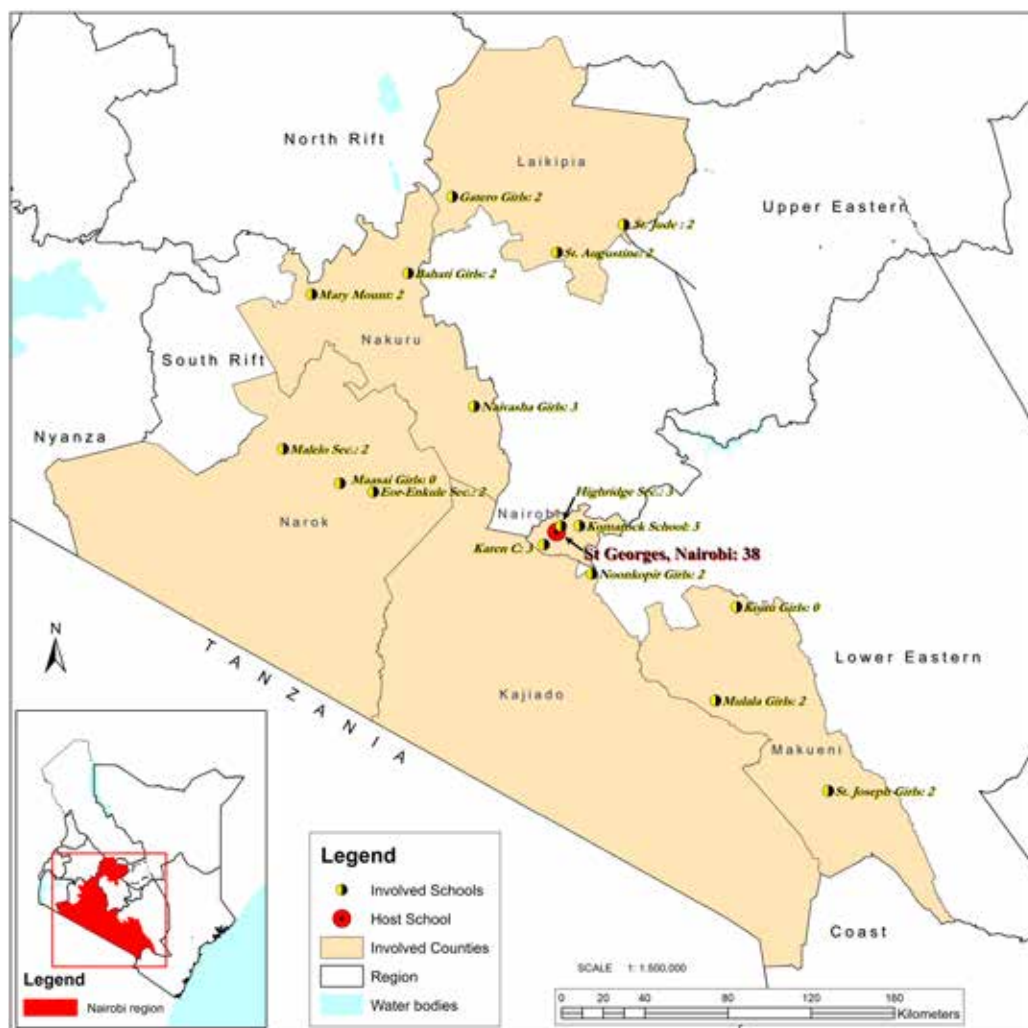 North Rift
Laikipia
Gatero Girls: 2
Upper Eastern
St. Jude : 2
St. Augustine: 2
Bahati Girls: 2
Mary Mount: 2
Nakuru
South Rift
Naivasha Girls: 3
Nyanza
Malelo Sec.: 2
Maasai Girls: 0
Eor-Enkule Sec.: 2
Highridge Sec.: 3
Narok
Nairobi
Komarock School: 3
Karen C: 3
St Georges, Nairobi: 38
Noonkopir Girls: 2
Girls: 0
N
Lower Eastern
TANZANIA
Kajiado
Mulala Girls: 2
Makueni
St. Joseph Girls: 2
Legend
Involved Schools
Host School
Involved Counties
Region
Water bodies
Coast
SCALE 1: 1:500,000
0 20 40 80 120 160
Kilometers
Legend
Nairobi region